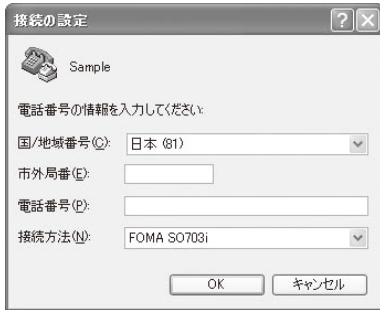 接続の設定
Sample
電話番号の情報を入力してください:
国/地域番号(C): 日本 (81)
市外局番(E):
電話番号(P):
接続方法(N): FOMA SO703i
OK キャンセル